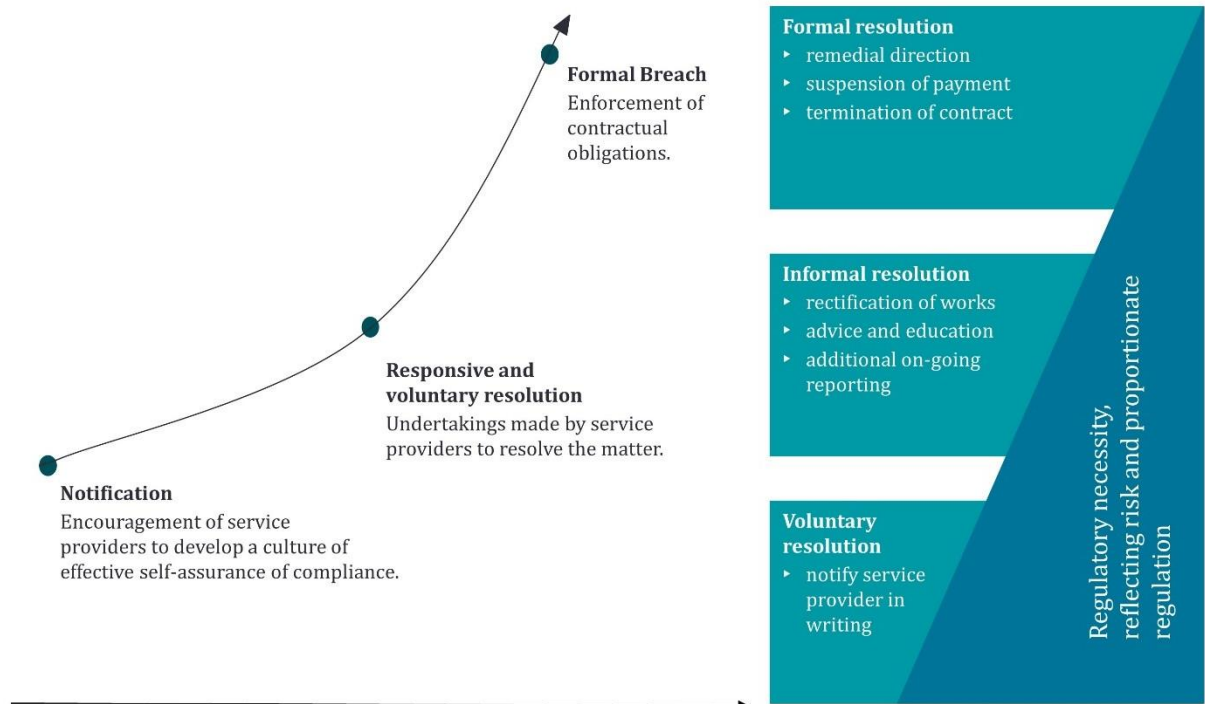 Formal Breach
Enforcement of
contractual
obligations.
Responsive and
voluntary resolution
Undertakings made by service
providers to resolve the matter.
Notification
Encouragement of service
providers to develop a culture of
effective self-assurance of compliance.
Formal resolution
‣ remedial direction
‣ suspension of payment
‣ termination of contract
Informal resolution
‣ rectification of works
‣ advice and education
‣ additional on-going
reporting
Voluntary
resolution
‣ notify service
provider in
writing
Regulatory necessity,
reflecting risk and proportionate
regulation